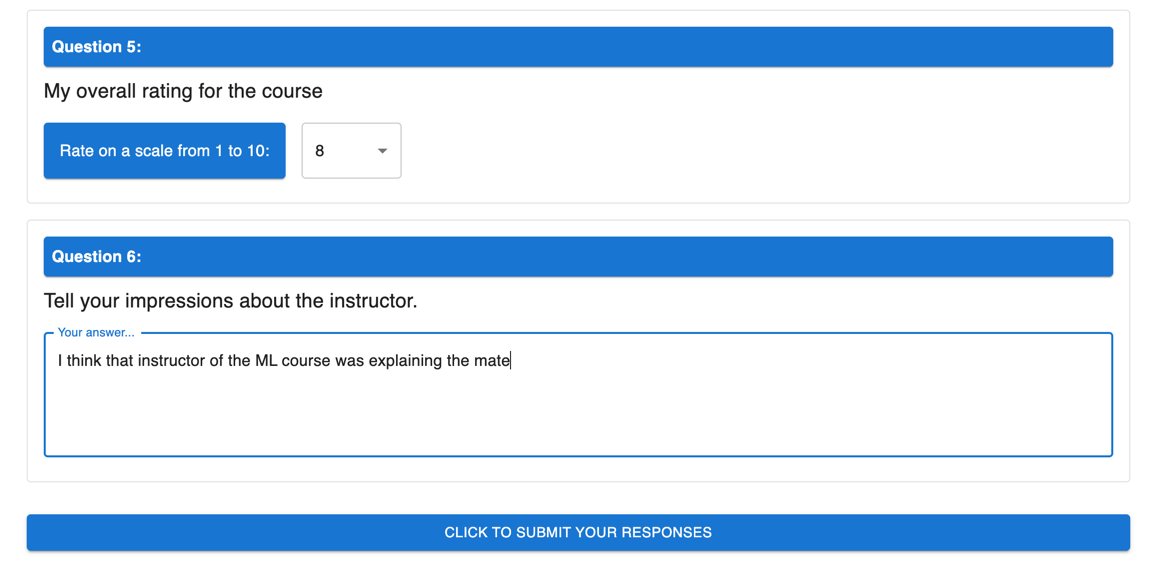 Question 5:
My overall rating for the course
Rate on a scale from 1 to 10:
8
Question 6:
Tell your impressions about the instructor.
Your answer...
I think that instructor of the ML course was explaining the mate
CLICK TO SUBMIT YOUR RESPONSES